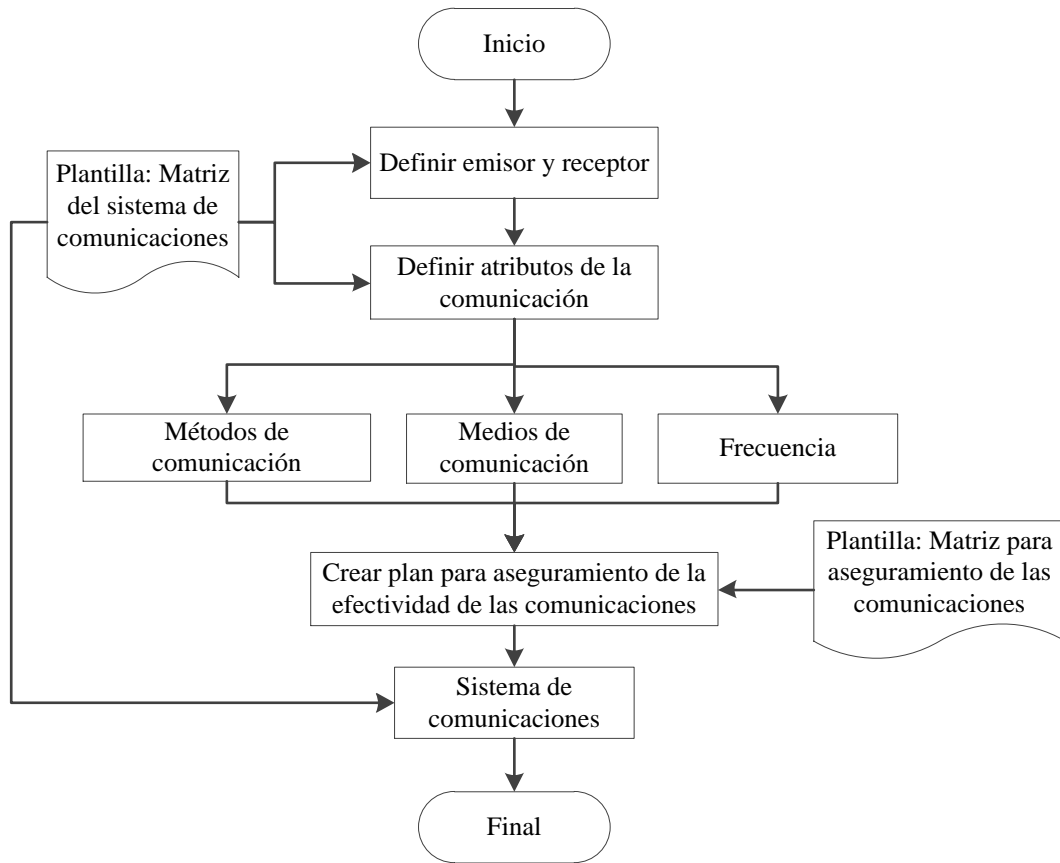 Inicio
Definir emisor y receptor
Plantilla: Matriz
del sistema de
comunicaciones
Definir atributos de la
comunicación
Métodos de
comunicación
Medios de
comunicación
Frecuencia
Crear plan para aseguramiento de la
efectividad de las comunicaciones
Plantilla: Matriz para
aseguramiento de las
comunicaciones
Sistema de
comunicaciones
Final